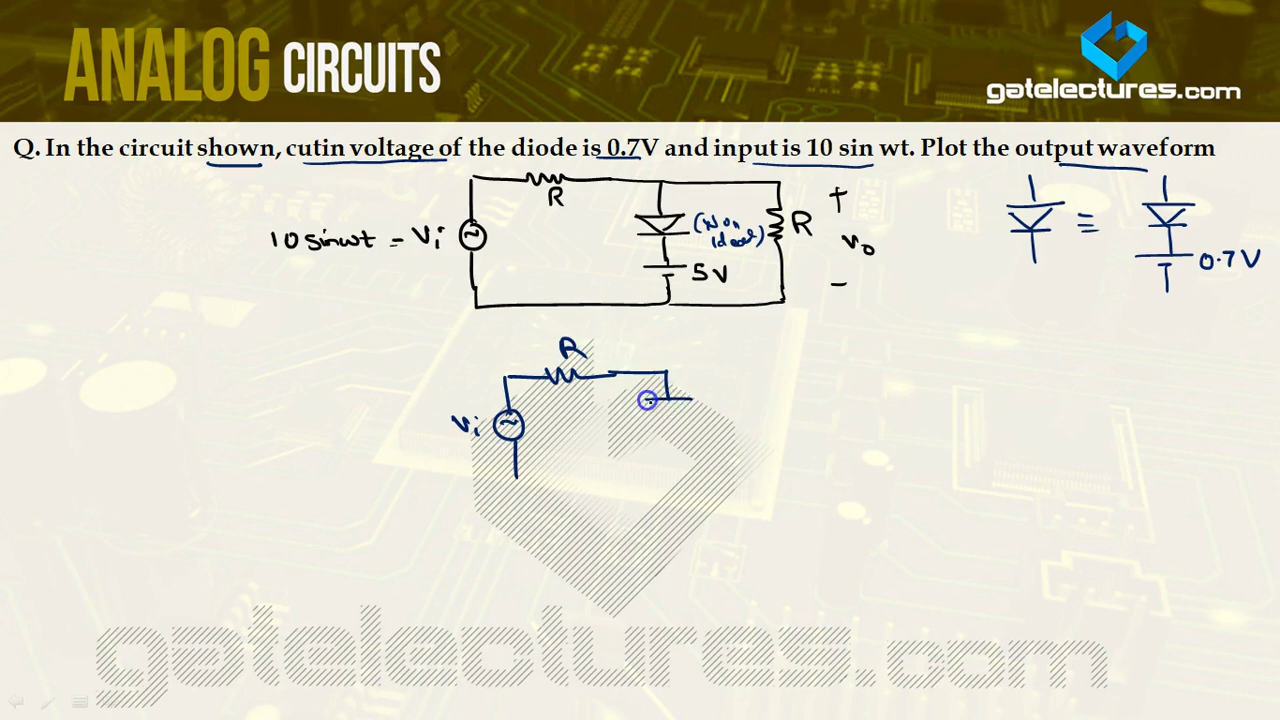 ANALOG CIRCUITS
gatelectures.com
Q. In the circuit shown, cutin voltage of the diode is 0.7V and input is 10 sin wt. Plot the output waveform
R
10 sinwt = Vi
(Non ideal)
R
+
Vo
-
5V
≡
0.7V
R
Vi
gatelectures.com